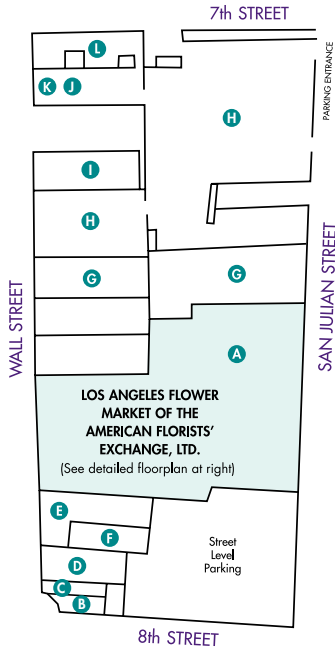 7th STREET
L
K J
H
PARKING ENTRANCE
I
H
G
G
WALL STREET
SAN JULIAN STREET
A
LOS ANGELES FLOWER
MARKET OF THE
AMERICAN FLORISTS'
EXCHANGE, LTD.
(See detailed floorplan at right)
E
F
Street
Level
Parking
D
C
B
8th STREET